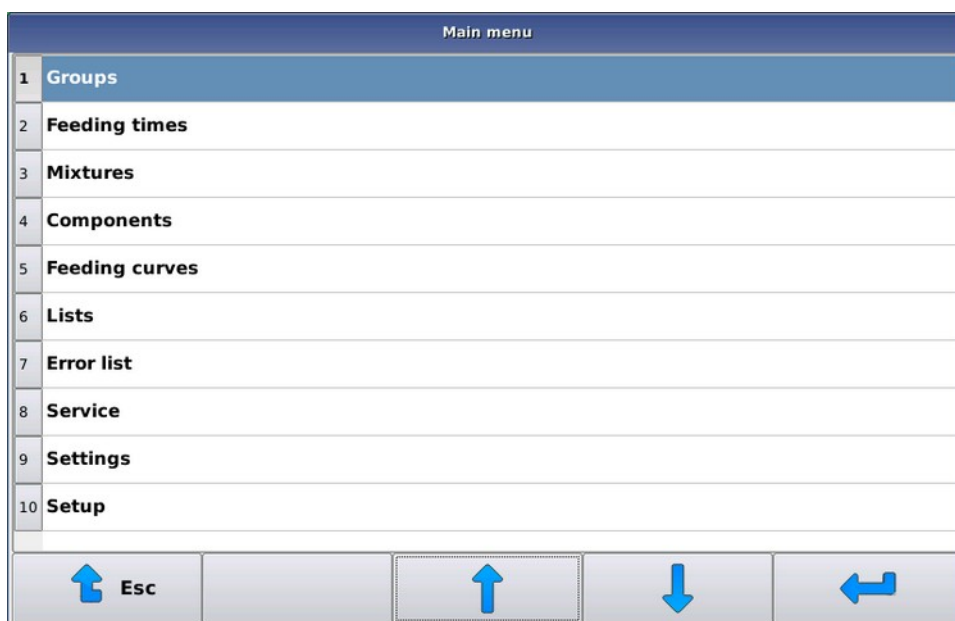 Main menu
1 Groups
2 Feeding times
3 Mixtures
4 Components
5 Feeding curves
6 Lists
7 Error list
8 Service
9 Settings
10 Setup
Esc